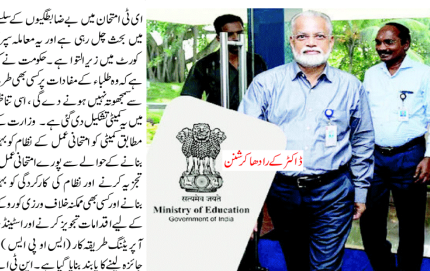 ای ٹی امتحان میں بے ضابطگیوں کے سلسلے
میں بحث چل رہی ہے اور یہ معاملہ سپریم
کورٹ میں زیر التوا ہے۔ حکومت نے کہا
ہے کہ وہ طلباء کے مفادات پر کسی بھی طرح
سمجھوتہ نہیں ہونے دے گی، اسی تناظر
میں یہ کمیٹی تشکیل دی گئی ہے۔ وزارت کے
مطابق کمیٹی کو امتحانی عمل کے نظام کو بہتر
بنانے کے حوالے سے پورے امتحانی عمل کا
تجزیہ کرنے اور نظام کی کارکردگی کو بہتر
بنانے اور کسی بھی ممکنہ خلاف ورزی کو روکنے
کے لیے اقدامات تجویز کرنے اور اسٹینڈرڈ
آپریٹنگ طریقہ کار (ایس او پی ایس) کا
جائزہ لینے کا پابند بنایا گیا ہے۔ این ٹی اے
ڈاکٹر کے رادھا کرشنن
सत्यमेव जयते
Ministry of Education
Government of India